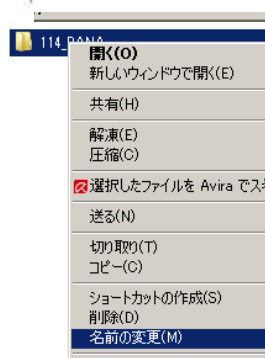 114_PANA
開く(O)
新しいウィンドウで開く(E)
共有(H)
解凍(E)
圧縮(C)
選択したファイルを Avira でス
送る(N)
切り取り(T)
コピー(C)
ショートカットの作成(S)
削除(D)
名前の変更(M)